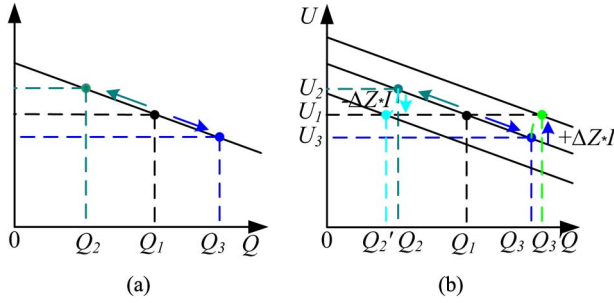 U
U₂
U₁
U₃
-ΔZ*I
+ΔZ*I
0 Q₂ Q₁ Q₃ Q
0 Q₂' Q₂ Q₁ Q₃ Q₃' Q
(a) (b)